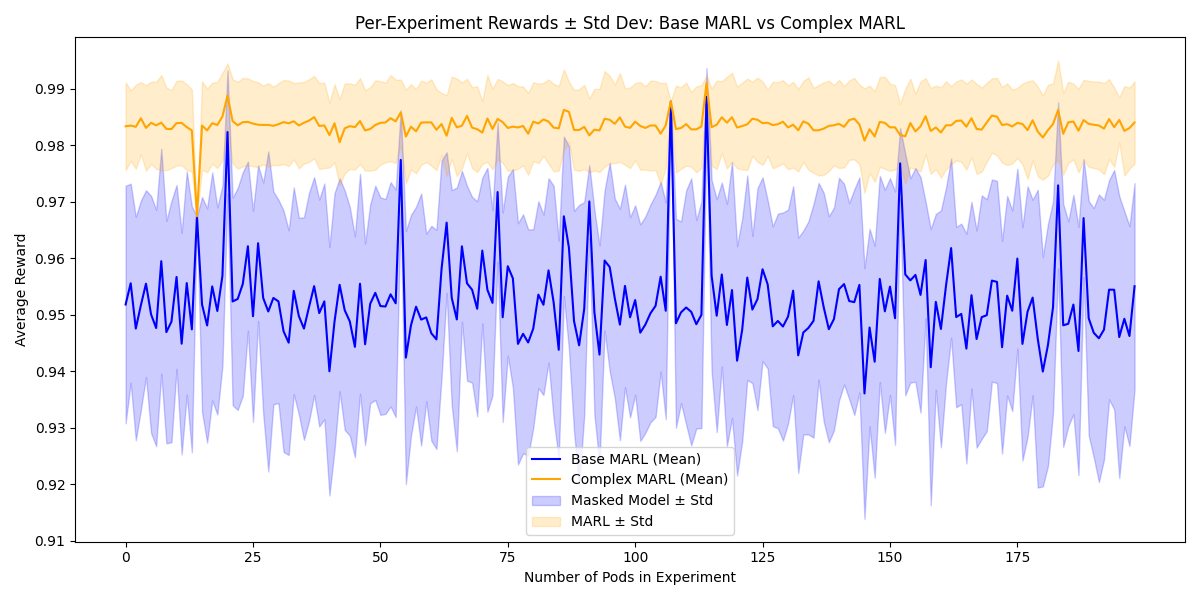 Per-Experiment Rewards ± Std Dev: Base MARL vs Complex MARL
Average Reward
0.99
0.98
0.97
0.96
0.95
0.94
0.93
0.92
0.91
Base MARL (Mean)
Complex MARL (Mean)
Masked Model ± Std
MARL ± Std
0 25 50 75 100 125 150 175
Number of Pods in Experiment